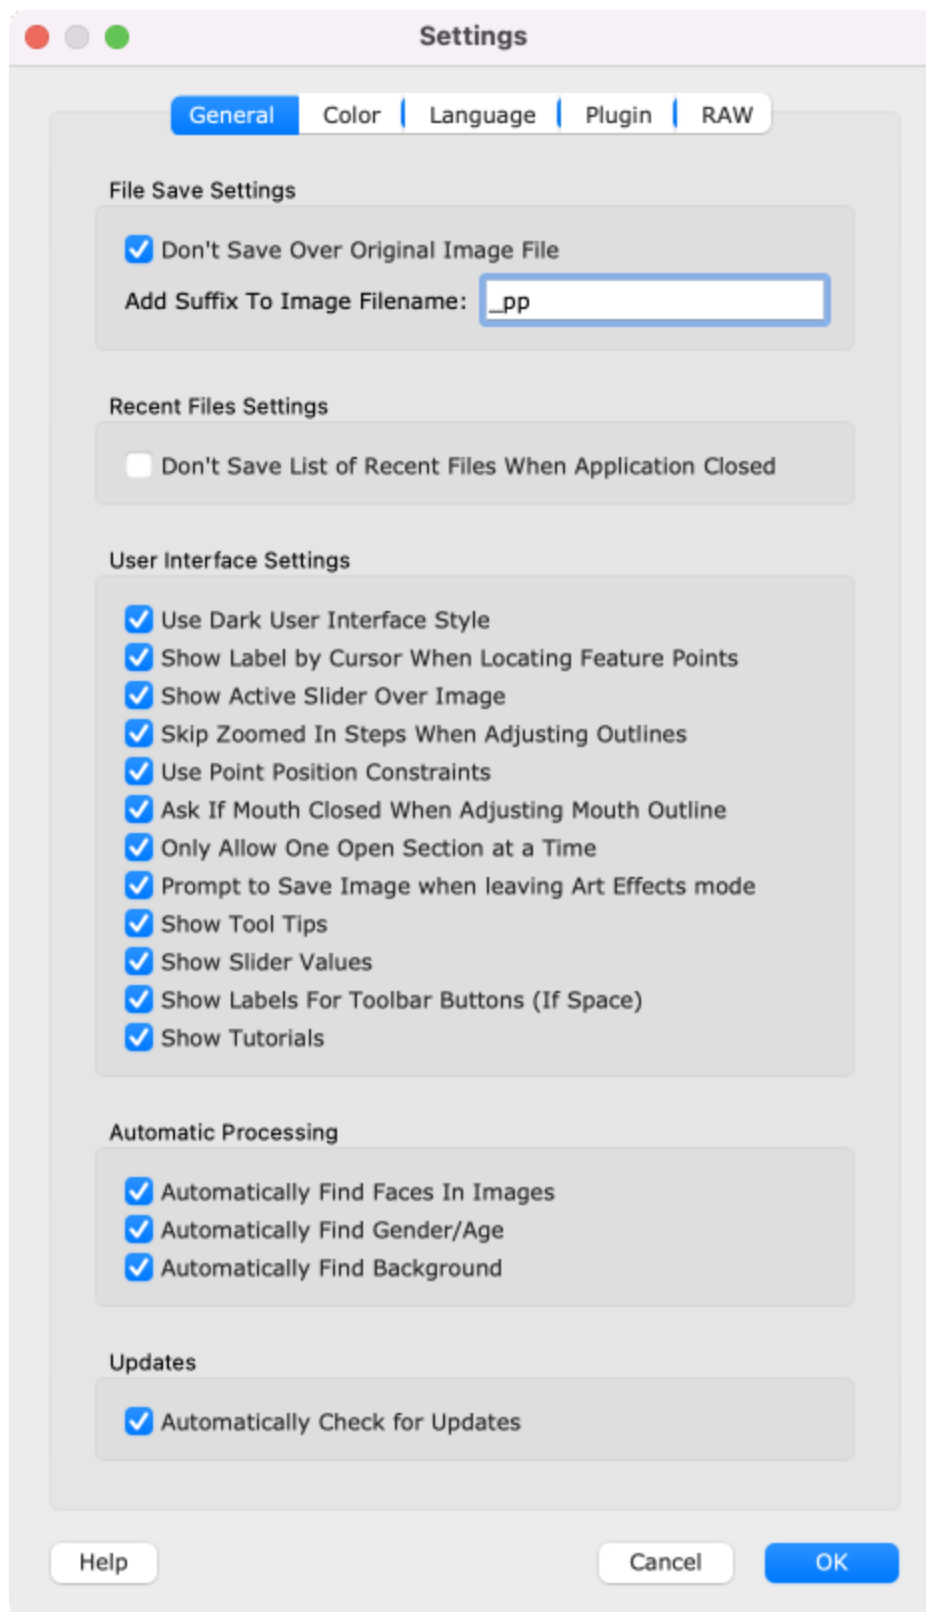 Settings
General Color Language Plugin RAW
File Save Settings
Don't Save Over Original Image File
Add Suffix To Image Filename: _pp
Recent Files Settings
Don't Save List of Recent Files When Application Closed
User Interface Settings
Use Dark User Interface Style
Show Label by Cursor When Locating Feature Points
Show Active Slider Over Image
Skip Zoomed In Steps When Adjusting Outlines
Use Point Position Constraints
Ask If Mouth Closed When Adjusting Mouth Outline
Only Allow One Open Section at a Time
Prompt to Save Image when leaving Art Effects mode
Show Tool Tips
Show Slider Values
Show Labels For Toolbar Buttons (If Space)
Show Tutorials
Automatic Processing
Automatically Find Faces In Images
Automatically Find Gender/Age
Automatically Find Background
Updates
Automatically Check for Updates
Help Cancel OK